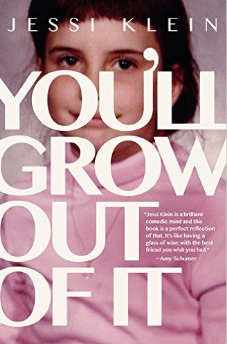 JESSI KLEIN
YOU'LL
GROW
OUT
OF IT
"Jessi Klein is a brilliant
comedic mind and this
book is a perfect reflection
of that. It's like having a
glass of wine with the best
friend you wish you had."
—Amy Schumer